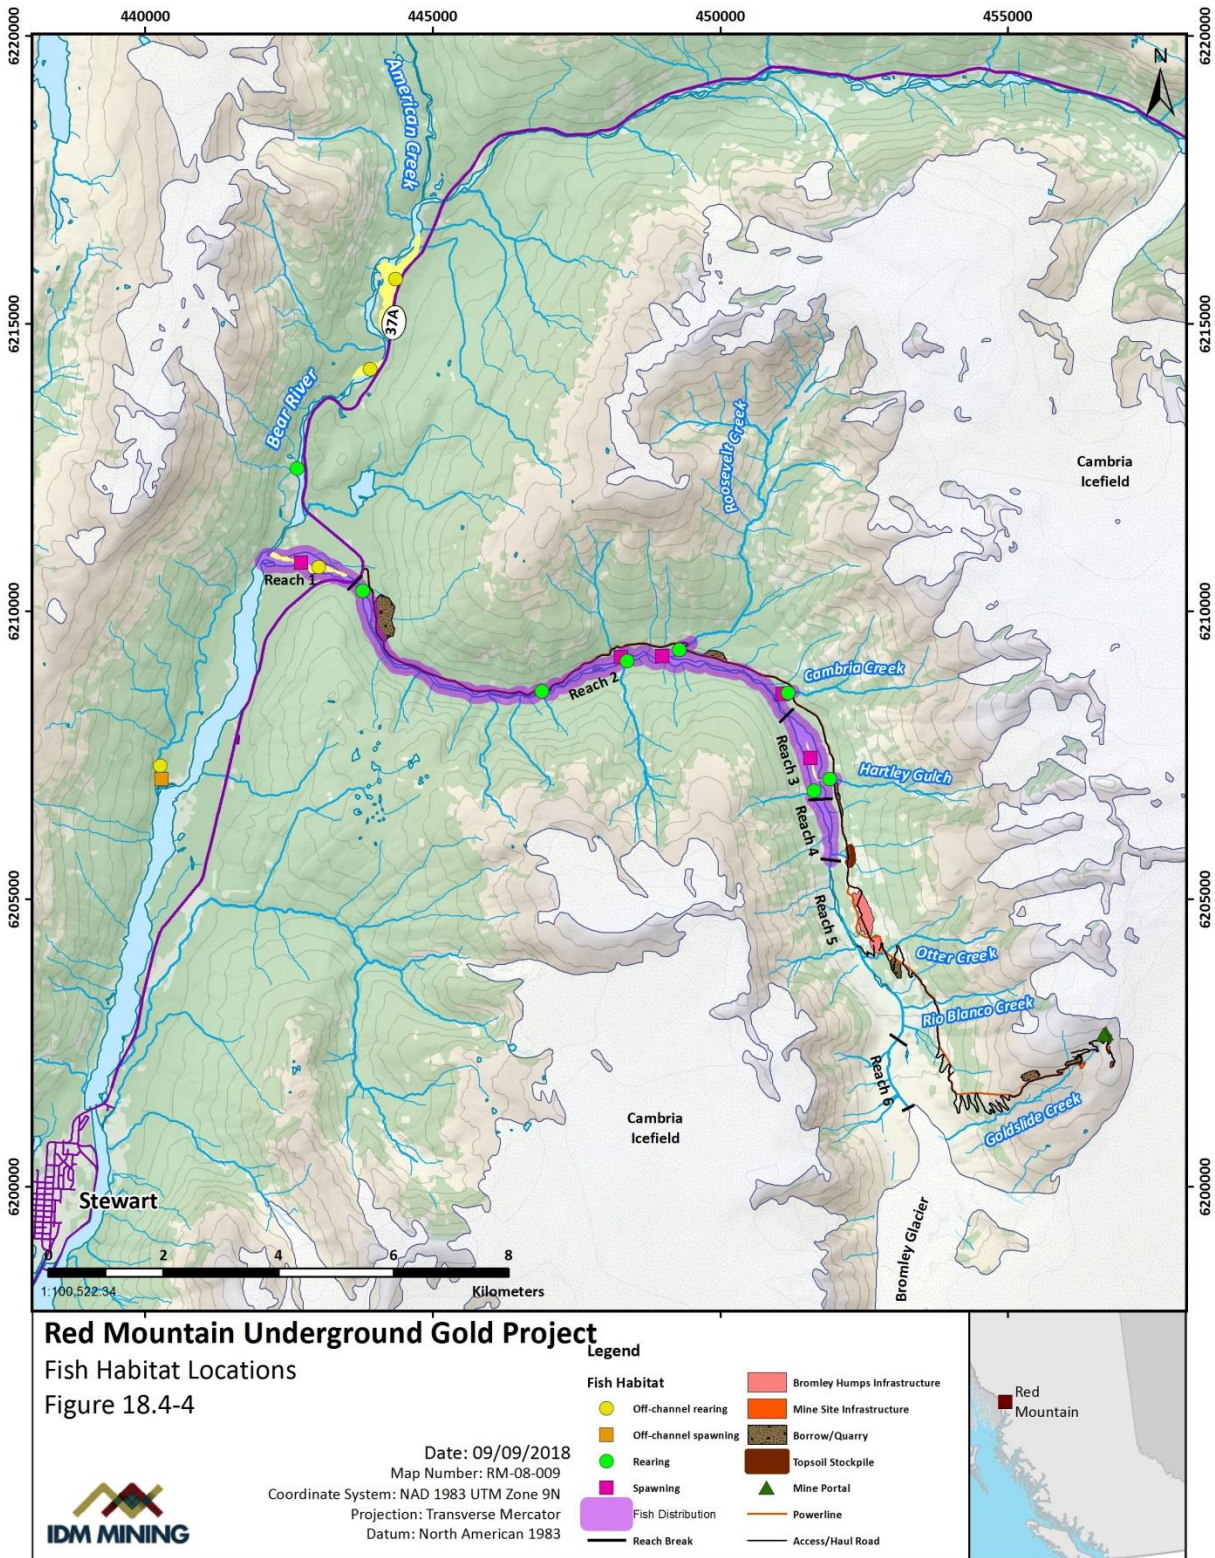 440000
445000
450000
455000
6220000
6220000
N
American Creek
6215000
6215000
37A
Bear River
Roosevelt Creek
Cambria
Icefield
Reach 1
6210000
6210000
Reach 2
Cambria Creek
Reach 3
Hartley Gulch
Reach 4
6205000
6205000
Reach 5
Otter Creek
Rio Blanco Creek
Reach 6
Cambria
Icefield
Goldslide Creek
6200000
6200000
Stewart
Bromley Glacier
0
2
4
6
8
1:100,522.34
Kilometers
Red Mountain Underground Gold Project
Fish Habitat Locations
Figure 18.4-4
Date: 09/09/2018
Map Number: RM-08-009
Coordinate System: NAD 1983 UTM Zone 9N
Projection: Transverse Mercator
Datum: North American 1983
IDM MINING
Legend
Fish Habitat
Off-channel rearing
Off-channel spawning
Rearing
Spawning
Fish Distribution
Reach Break
Bromley Humps Infrastructure
Mine Site Infrastructure
Borrow/Quarry
Topsoil Stockpile
Mine Portal
Powerline
Access/Haul Road
Red
Mountain